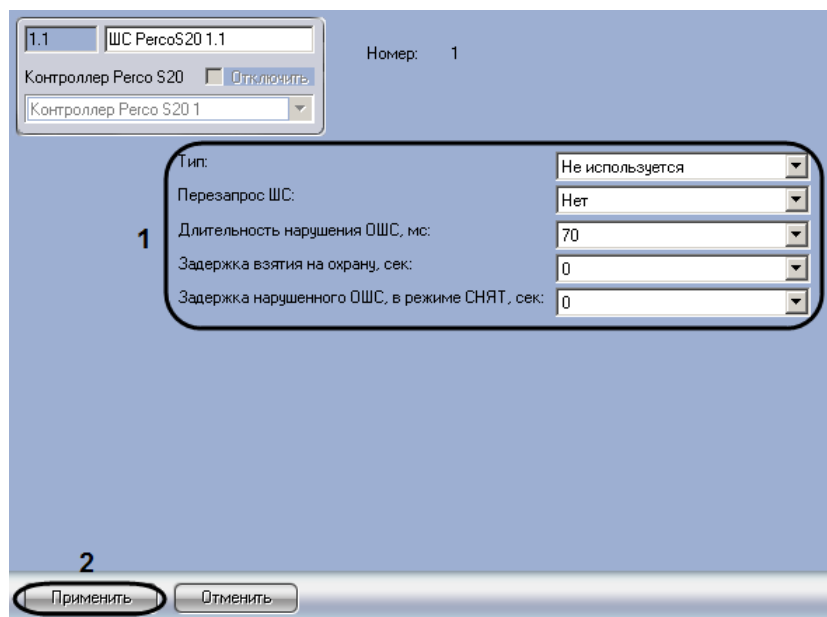 1.1 ШС PercoS20 1.1
Номер: 1
Контроллер Perco S20 Отключить
Контроллер Perco S20 1
1
Тип: Не используется
Перезапрос ШС: Нет
Длительность нарушения ОШС, мс: 70
Задержка взятия на охрану, сек: 0
Задержка нарушенного ОШС, в режиме СНЯТ, сек: 0
2
Применить Отменить